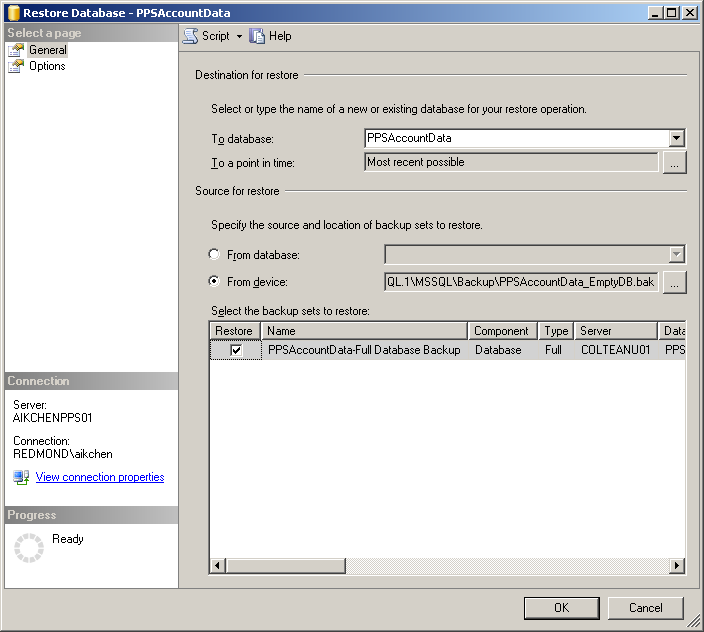 Restore Database - PPSAccountData
Select a page
General
Options
Script
Help
Destination for restore
Select or type the name of a new or existing database for your restore operation.
To database:
PPSAccountData
To a point in time:
Most recent possible
...
Source for restore
Specify the source and location of backup sets to restore.
From database:
From device:
QL.1\MSSQL\Backup\PPSAccountData_EmptyDB.bak
...
Select the backup sets to restore:
Restore Name Component Type Server Data
PPSAccountData-Full Database Backup Database Full COLTEANU01 PPS
Connection
Server:
AIKCHENPPS01
Connection:
REDMOND\aikchen
View connection properties
Progress
Ready
OK
Cancel